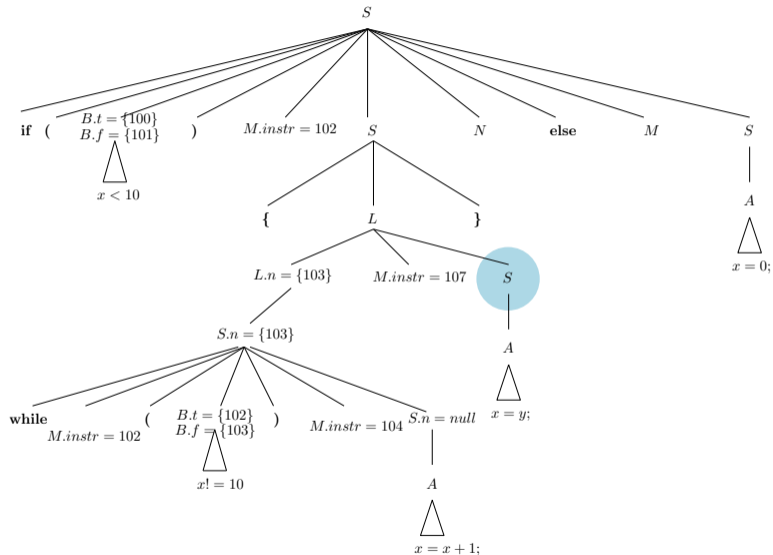 S
if ( B.t = {100} ) M.instr = 102 S N else M S
B.f = {101}
x < 10
A
{ L }
x = 0;
L.n = {103} M.instr = 107 S
S.n = {103}
A
while M.instr = 102 ( B.t = {102} ) M.instr = 104 S.n = null x = y;
B.f = {103}
x! = 10
A
x = x + 1;